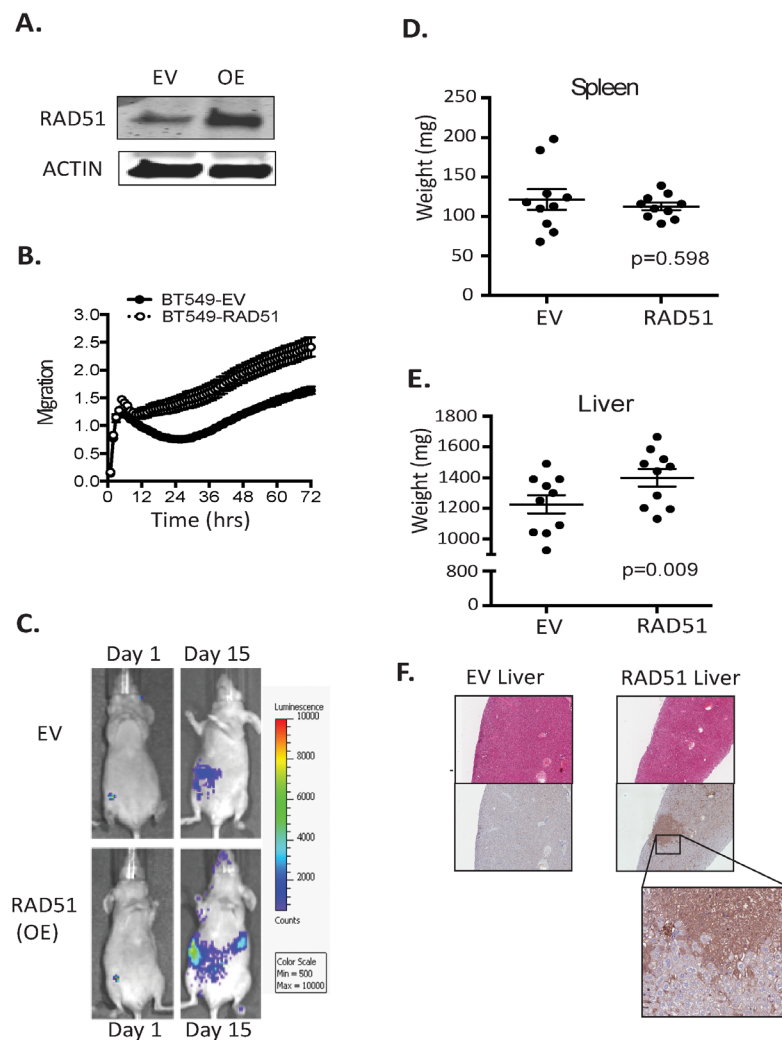 A.
EV OE
RAD51
ACTIN
B.
BT549-EV
BT549-RAD51
Mgration
3.0
2.5
2.0
1.5
1.0
0.5
0.0
12 24 36 48 60 72
Time (hrs)
C.
Day 1 Day 15
EV
RAD51
(OE)
Day 1 Day 15
Luminescence
10000
8000
6000
4000
2000
Counts
Color Scale
Min = 500
Max = 10000
D.
Spleen
Weight (mg)
250
200
150
100
50
0
p=0.598
EV RAD51
E.
Liver
Weight (mg)
1800
1600
1400
1200
1000
800
0
p=0.009
EV RAD51
F.
EV Liver RAD51 Liver